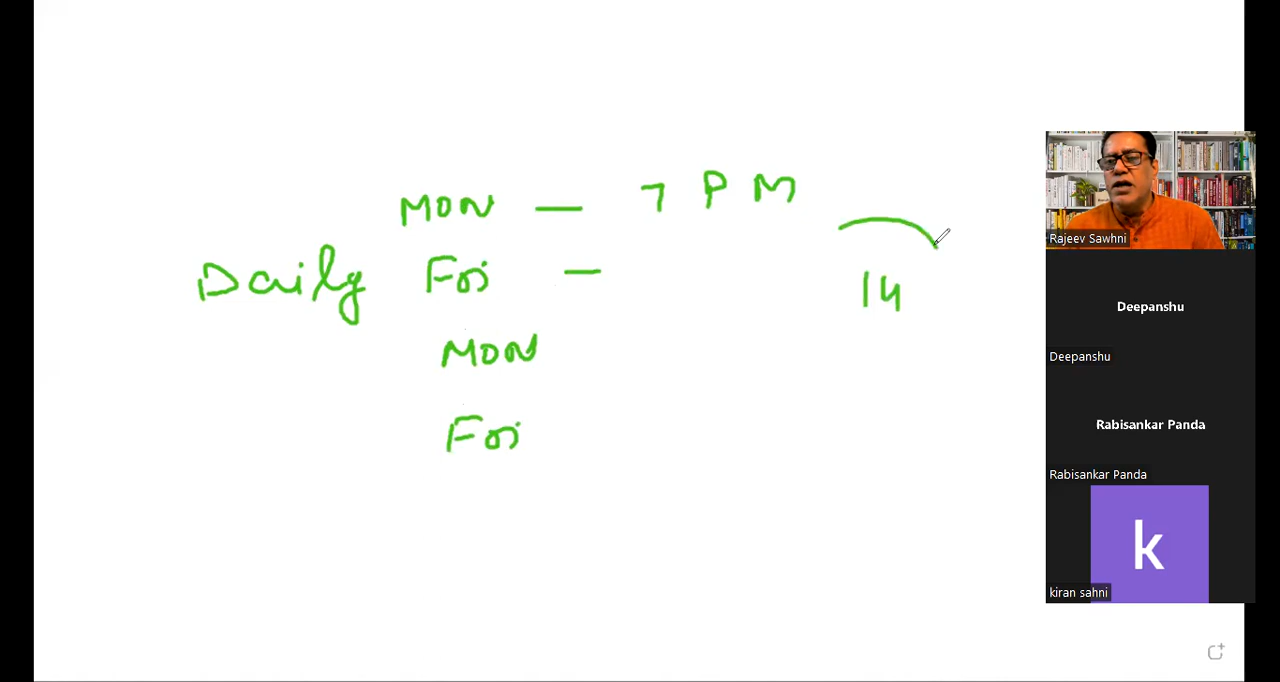 MON — 7 PM
Daily Fri —
14
MON
Fri
Rajeev Sawhni
Deepanshu
Deepanshu
Rabisankar Panda
Rabisankar Panda
k
kiran sahni